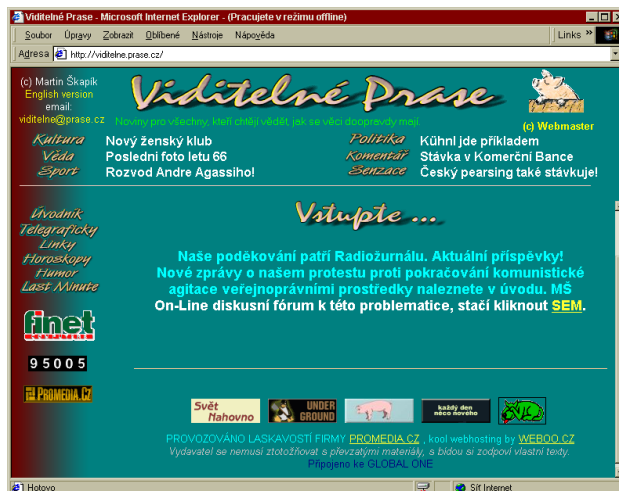 Viditelné Prase - Microsoft Internet Explorer - (Pracujete v režimu offline)
Soubor Úpravy Zobrazit Oblíbené Nástroje Nápověda Links »
Adresa http://viditelne.prase.cz/
(c) Martin Škapík
English version
email:
viditelne@prase.cz
Viditelné Prase
Noviny pro všechny, kteří chtějí vědět, jak se věci doopravdy mají.
(c) Webmaster
Kultura Nový ženský klub Politika Kühnl jde příkladem
Věda Poslední foto letu 66 Komentář Stávka v Komerční Bance
Sport Rozvod Andre Agassiho! Senzace Český pearsing také stávkuje!
Úvodník
Telegraficky
Linky
Horoskopy
Humor
Last Minute
Vstupte ...
Naše poděkování patří Radiožurnálu. Aktuální příspěvky!
Nové zprávy o našem protestu proti pokračování komunistické
agitace veřejnoprávními prostředky naleznete v úvodu. MŠ
On-Line diskusní fórum k této problematice, stačí kliknout SEM.
finet
COMPUTERS
95005
PROMEDIA.CZ
Svět Nahovno
UNDER GROUND
každý den něco nového
PROVOZOVÁNO LASKAVOSTÍ FIRMY PROMEDIA.CZ , kool webhosting by WEBOO.CZ
Vydavatel se nemusí ztotožňovat s převzatými materiály, s bídou si zodpoví vlastní texty.
Připojeno ke GLOBAL ONE
Hotovo Síť Internet